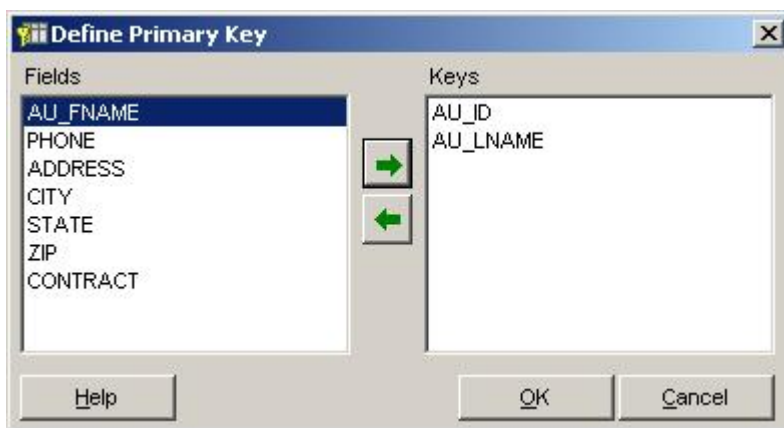 Define Primary Key
Fields
AU_FNAME
PHONE
ADDRESS
CITY
STATE
ZIP
CONTRACT
Keys
AU_ID
AU_LNAME
Help
OK
Cancel